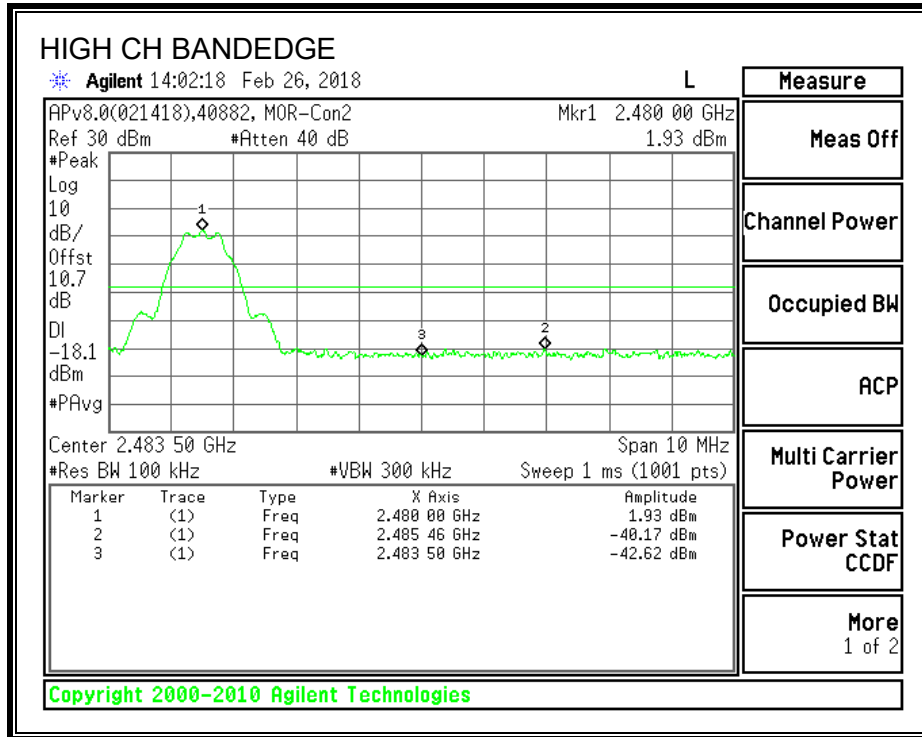 HIGH CH BANDEDGE
Agilent 14:02:18 Feb 26, 2018 L
APv8.0(021418),40882, MOR-Con2 Mkr1 2.480 00 GHz
Ref 30 dBm #Atten 40 dB 1.93 dBm
#Peak
Log
10
dB/
Offst
10.7
dB
DI
-18.1
dBm
#PAvg
1
3
2
Center 2.483 50 GHz Span 10 MHz
#Res BW 100 kHz #VBW 300 kHz Sweep 1 ms (1001 pts)
Marker Trace Type X Axis Amplitude
1 (1) Freq 2.480 00 GHz 1.93 dBm
2 (1) Freq 2.485 46 GHz -40.17 dBm
3 (1) Freq 2.483 50 GHz -42.62 dBm
Measure
Meas Off
Channel Power
Occupied BW
ACP
Multi Carrier
Power
Power Stat
CCDF
More
1 of 2
Copyright 2000-2010 Agilent Technologies